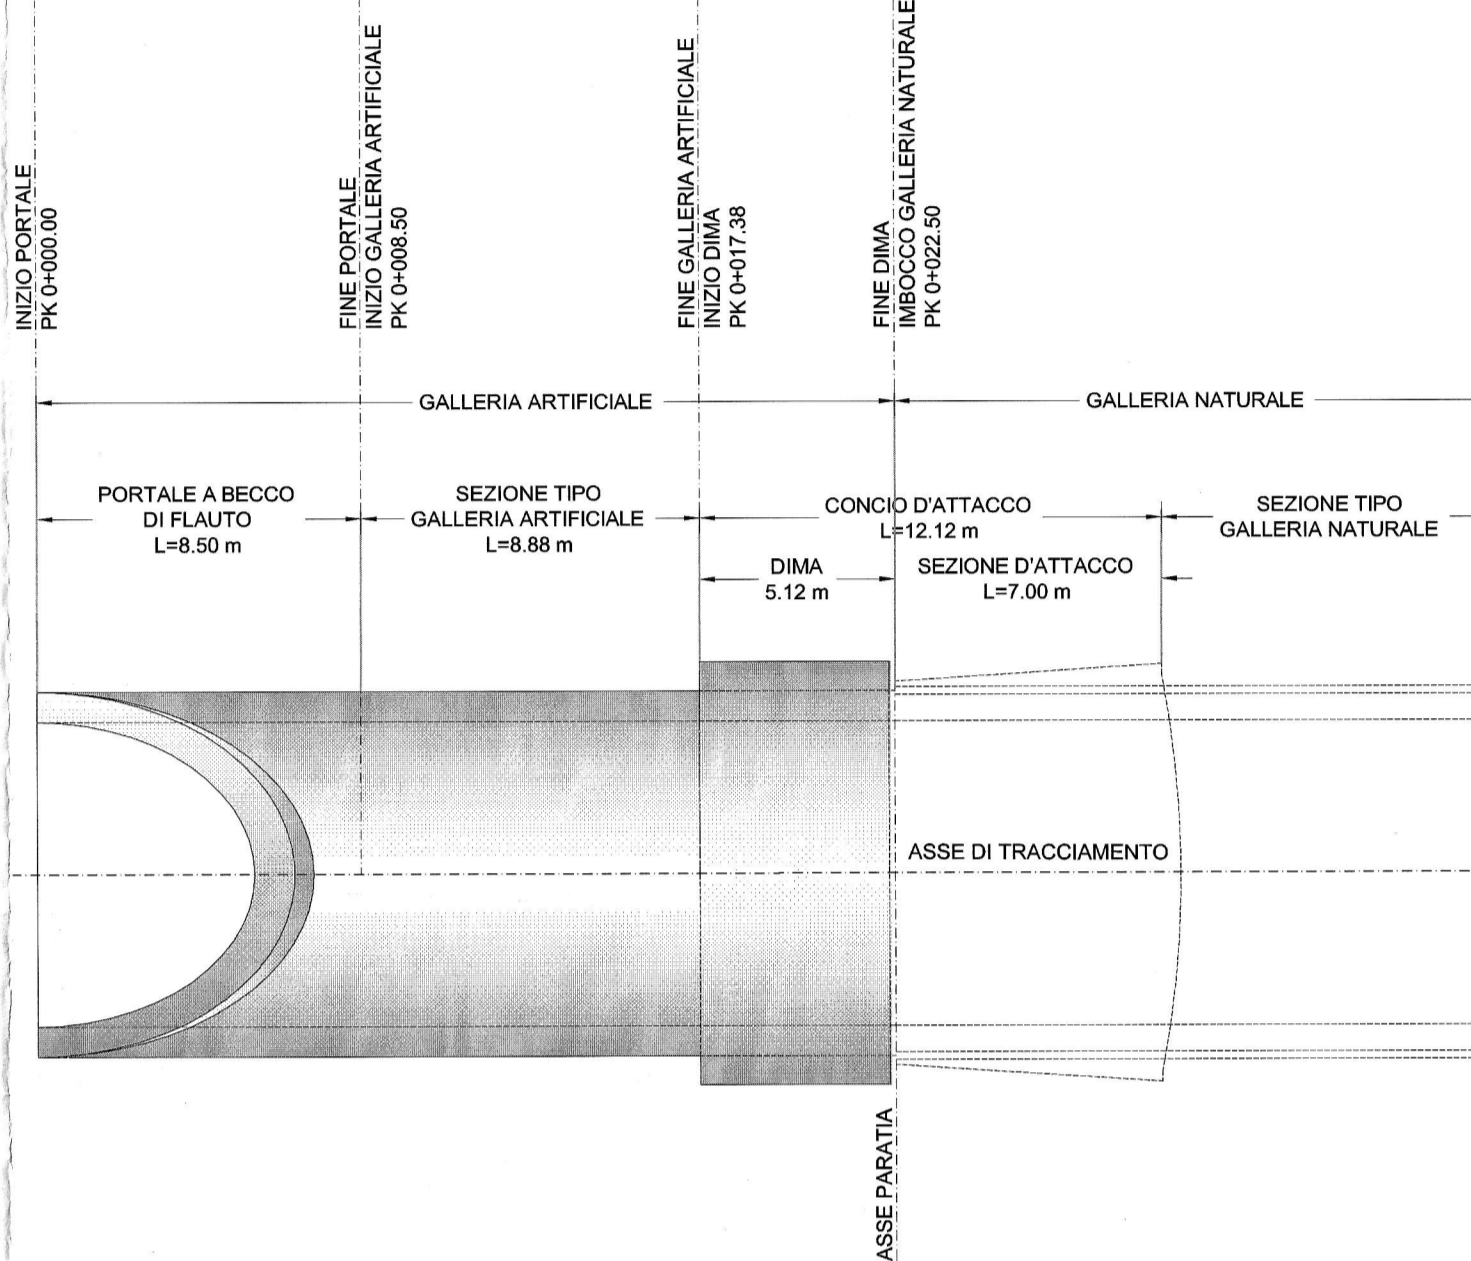 INIZIO PORTALE
PK 0+000.00
FINE PORTALE
INIZIO GALLERIA ARTIFICIALE
PK 0+008.50
FINE GALLERIA ARTIFICIALE
INIZIO DIMA
PK 0+017.38
FINE DIMA
IMBOCCO GALLERIA NATURALE
PK 0+022.50
GALLERIA ARTIFICIALE
GALLERIA NATURALE
PORTALE A BECCO
DI FLAUTO
L=8.50 m
SEZIONE TIPO
GALLERIA ARTIFICIALE
L=8.88 m
CONCIO D'ATTACCO
L=12.12 m
SEZIONE TIPO
GALLERIA NATURALE
DIMA
5.12 m
SEZIONE D'ATTACCO
L=7.00 m
ASSE DI TRACCIAMENTO
ASSE PARATIA